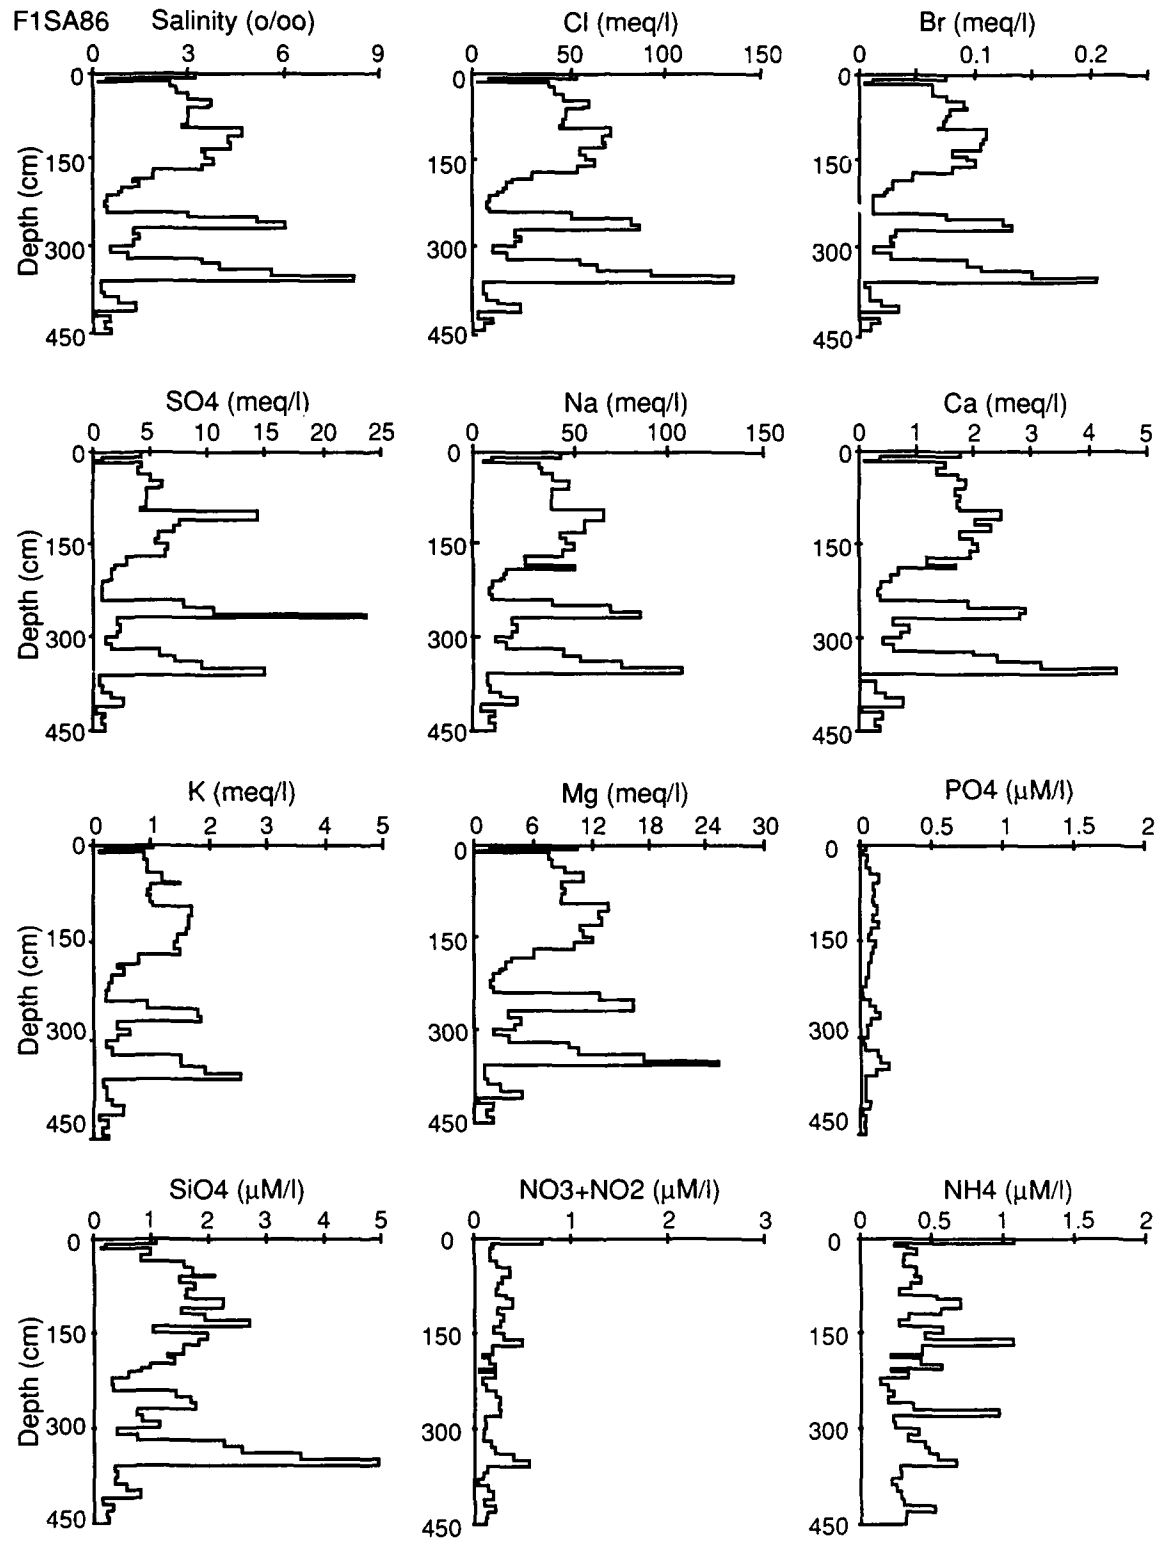 F1SA86 Salinity (o/oo) Cl (meq/l) Br (meq/l)
0 3 6 9 0 50 100 150 0 0.1 0.2
0 0 0
150 150 150
300 300 300
450 450 450
Depth (cm)
SO4 (meq/l) Na (meq/l) Ca (meq/l)
0 5 10 15 20 25 0 50 100 150 0 1 2 3 4 5
0 0 0
150 150 150
300 300 300
450 450 450
Depth (cm)
K (meq/l) Mg (meq/l) PO4 (μM/l)
0 1 2 3 4 5 0 6 12 18 24 30 0 0.5 1 1.5 2
0 0 0
150 150 150
300 300 300
450 450 450
Depth (cm)
SiO4 (μM/l) NO3+NO2 (μM/l) NH4 (μM/l)
0 1 2 3 4 5 0 1 2 3 0 0.5 1 1.5 2
0 0 0
150 150 150
300 300 300
450 450 450
Depth (cm)